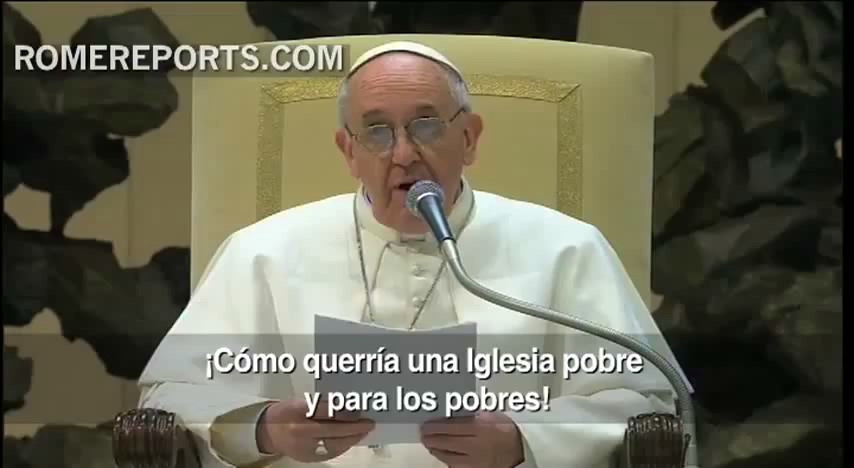 ROMEREPORTS.COM
¡Cómo querría una Iglesia pobre
y para los pobres!